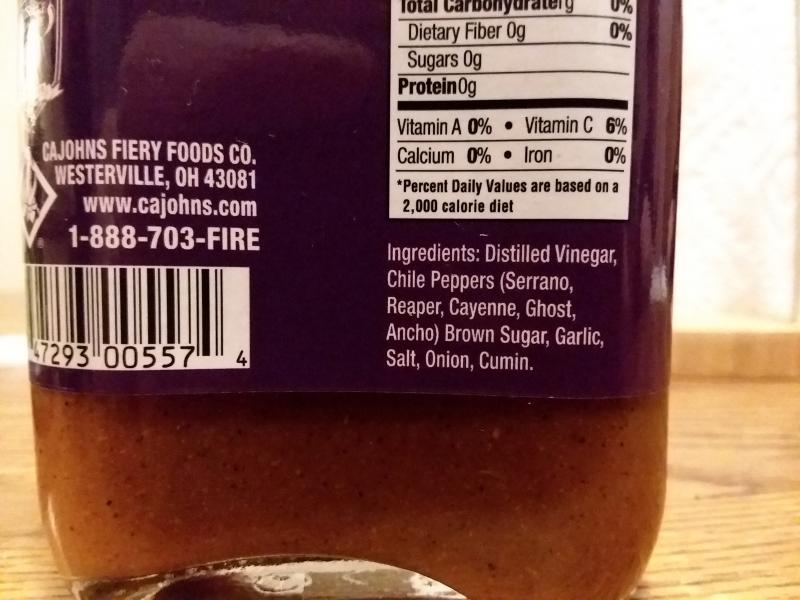 CAJOHNS FIERY FOODS CO.
WESTERVILLE, OH 43081
www.cajohns.com
1-888-703-FIRE
47293 00557 4
Total Carbohydrate 0%
Dietary Fiber 0g 0%
Sugars 0g
Protein0g
Vitamin A 0% • Vitamin C 6%
Calcium 0% • Iron 0%
*Percent Daily Values are based on a
2,000 calorie diet
Ingredients: Distilled Vinegar,
Chile Peppers (Serrano,
Reaper, Cayenne, Ghost,
Ancho) Brown Sugar, Garlic,
Salt, Onion, Cumin.